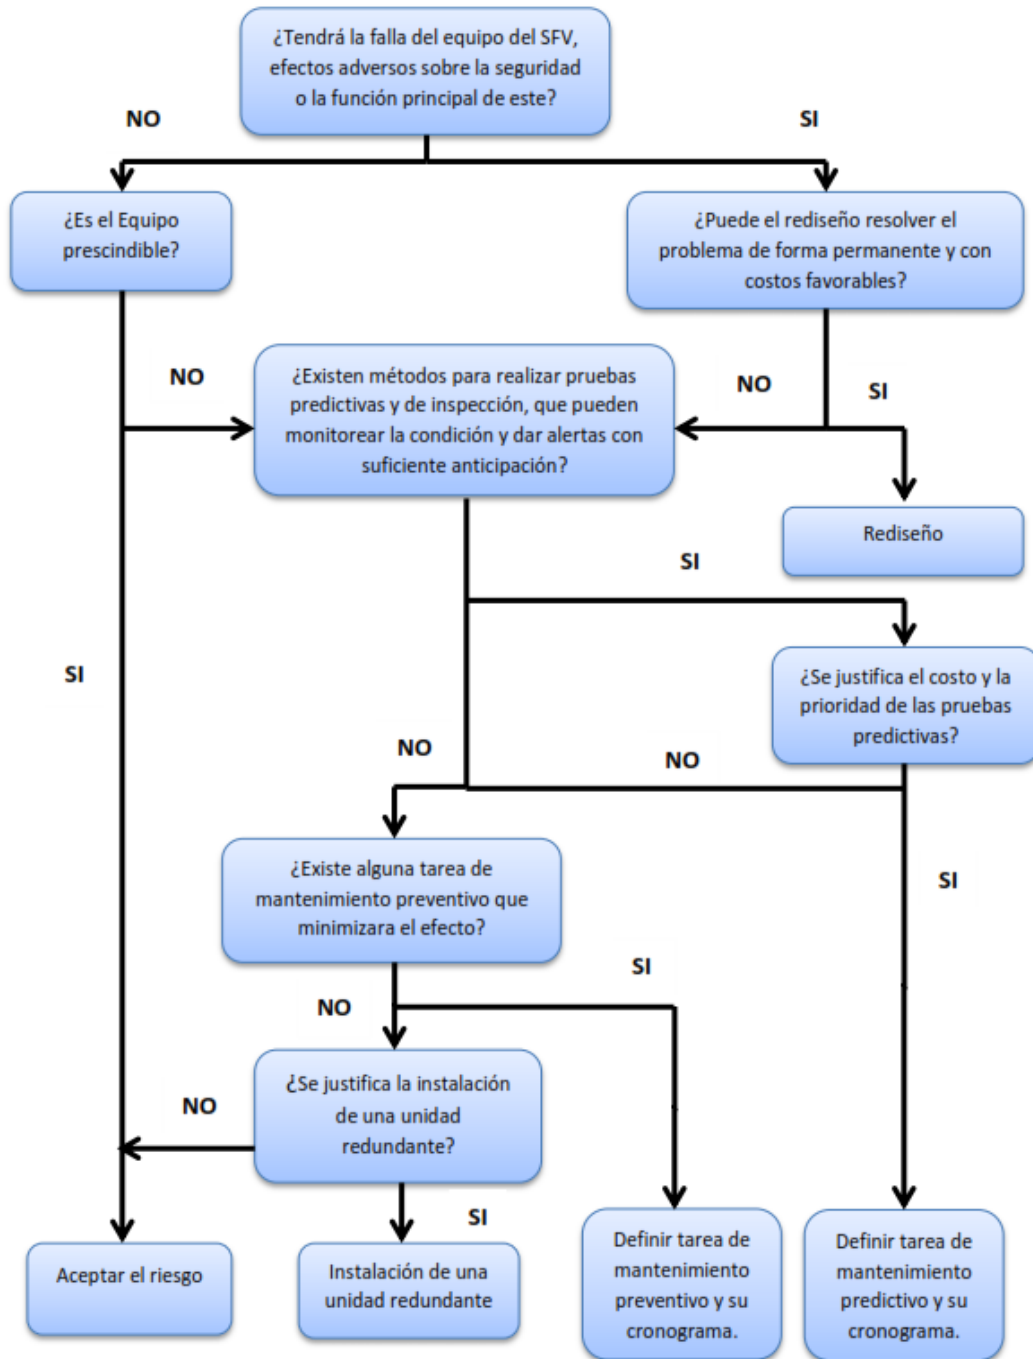 ¿Tendrá la falla del equipo del SFV,
efectos adversos sobre la seguridad
o la función principal de este?
NO
SI
¿Es el Equipo
prescindible?
¿Puede el rediseño resolver el
problema de forma permanente y con
costos favorables?
NO
¿Existen métodos para realizar pruebas
predictivas y de inspección, que pueden
monitorear la condición y dar alertas con
suficiente anticipación?
NO
SI
Rediseño
SI
SI
¿Se justifica el costo y la
prioridad de las pruebas
predictivas?
NO
NO
¿Existe alguna tarea de
mantenimiento preventivo que
minimizara el efecto?
SI
SI
NO
¿Se justifica la instalación
de una unidad
redundante?
NO
SI
Aceptar el riesgo
Instalación de una
unidad redundante
Definir tarea de
mantenimiento
preventivo y su
cronograma.
Definir tarea de
mantenimiento
predictivo y su
cronograma.